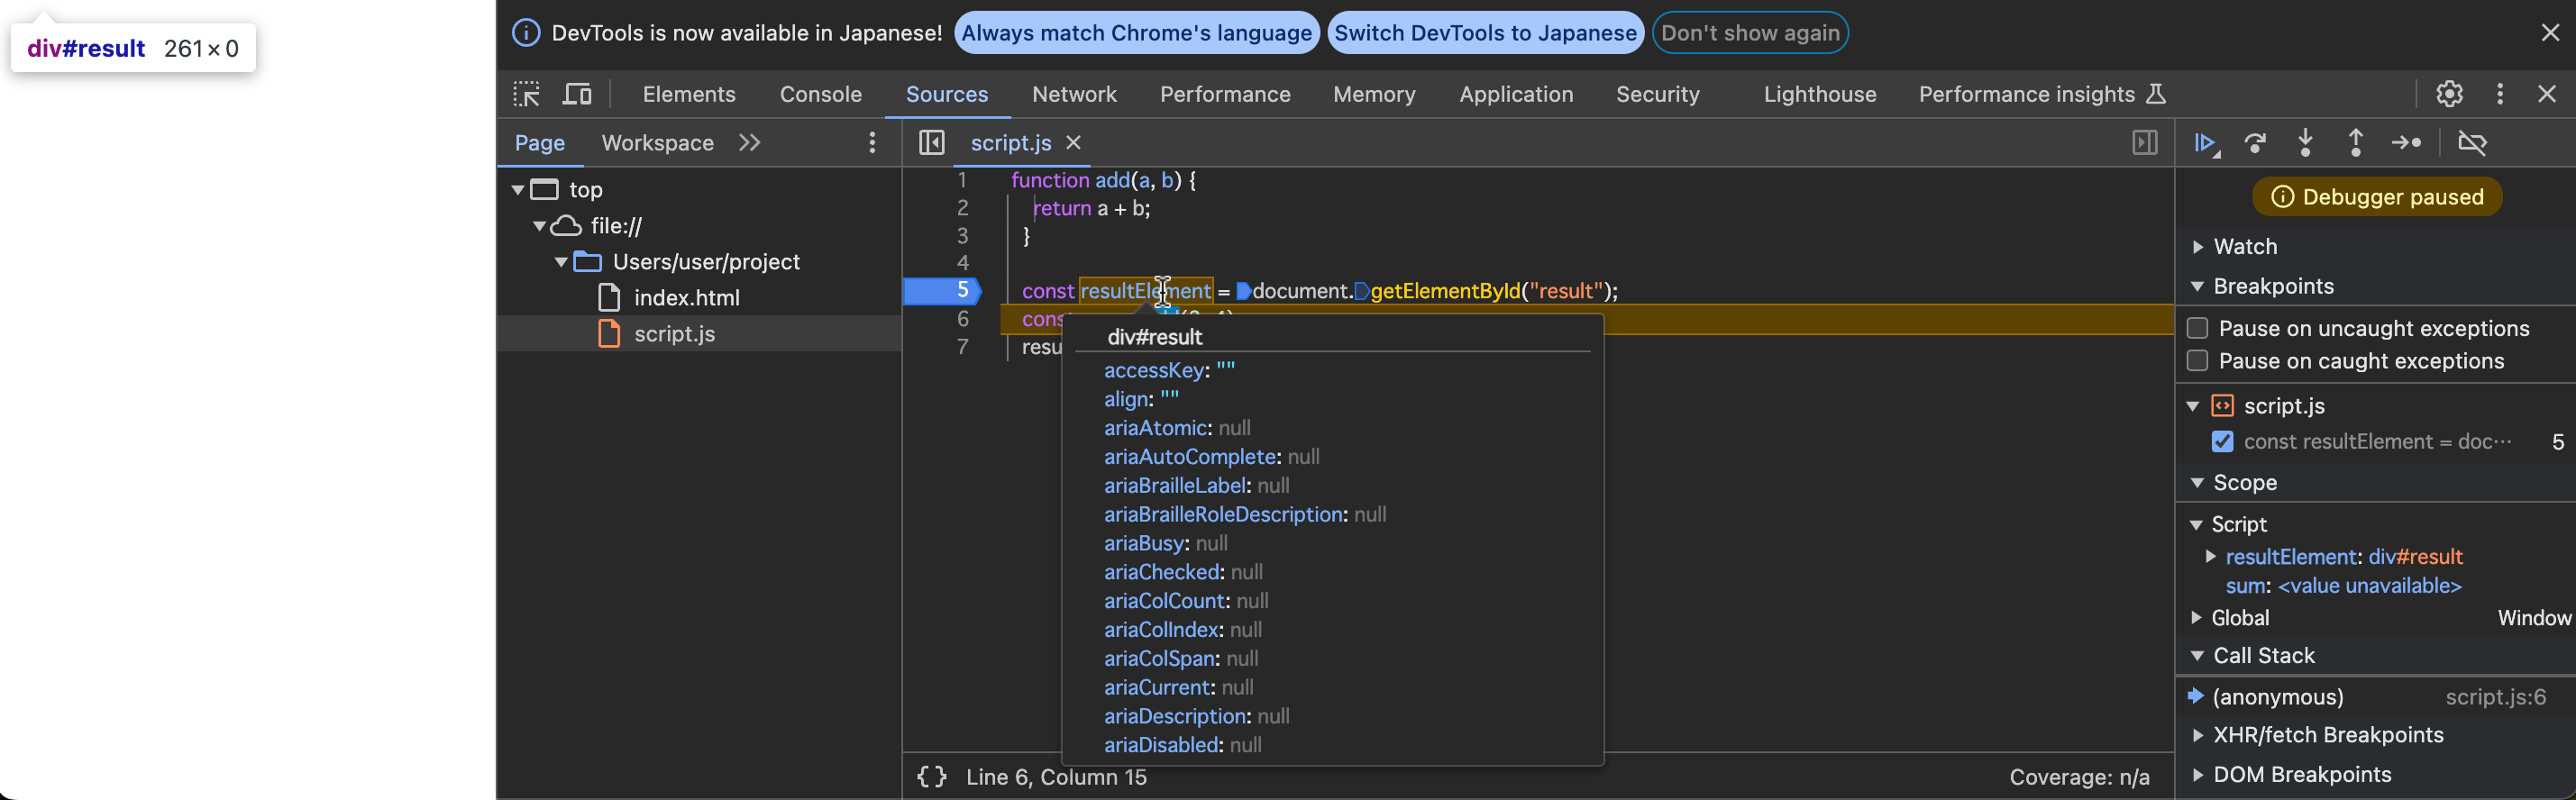 div#result 261×0
DevTools is now available in Japanese! Always match Chrome's language Switch DevTools to Japanese Don't show again
Elements Console Sources Network Performance Memory Application Security Lighthouse Performance insights
Page Workspace
script.js
top
file://
Users/user/project
index.html
script.js
1 function add(a, b) {
2 return a + b;
3 }
4
5 const resultElement = document.getElementById("result");
6 cons
7 resu
div#result
accessKey: ""
align: ""
ariaAtomic: null
ariaAutoComplete: null
ariaBrailleLabel: null
ariaBrailleRoleDescription: null
ariaBusy: null
ariaChecked: null
ariaColCount: null
ariaColIndex: null
ariaColSpan: null
ariaCurrent: null
ariaDescription: null
ariaDisabled: null
{} Line 6, Column 15
Coverage: n/a
Debugger paused
Watch
Breakpoints
Pause on uncaught exceptions
Pause on caught exceptions
script.js
const resultElement = doc… 5
Scope
Script
resultElement: div#result
sum: <value unavailable>
Global Window
Call Stack
(anonymous) script.js:6
XHR/fetch Breakpoints
DOM Breakpoints